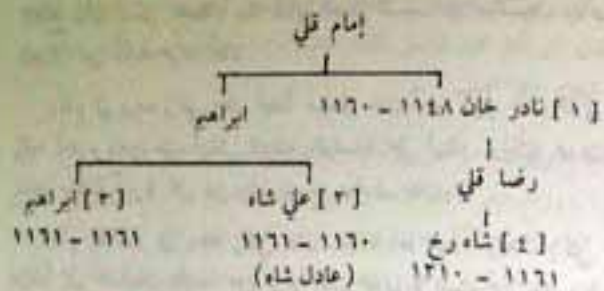 إمام قلي
[١] نادر خان ١١٤٨ - ١١٦٠
ابراهيم
رضا قلي
[٣] علي شاه
[٣] ابراهيم
[٤] شاه رخ
١١٦٠ - ١١٦١
١١٦١ - ١١٦١
١١٦١ - ١٢١٠
(عادل شاه)